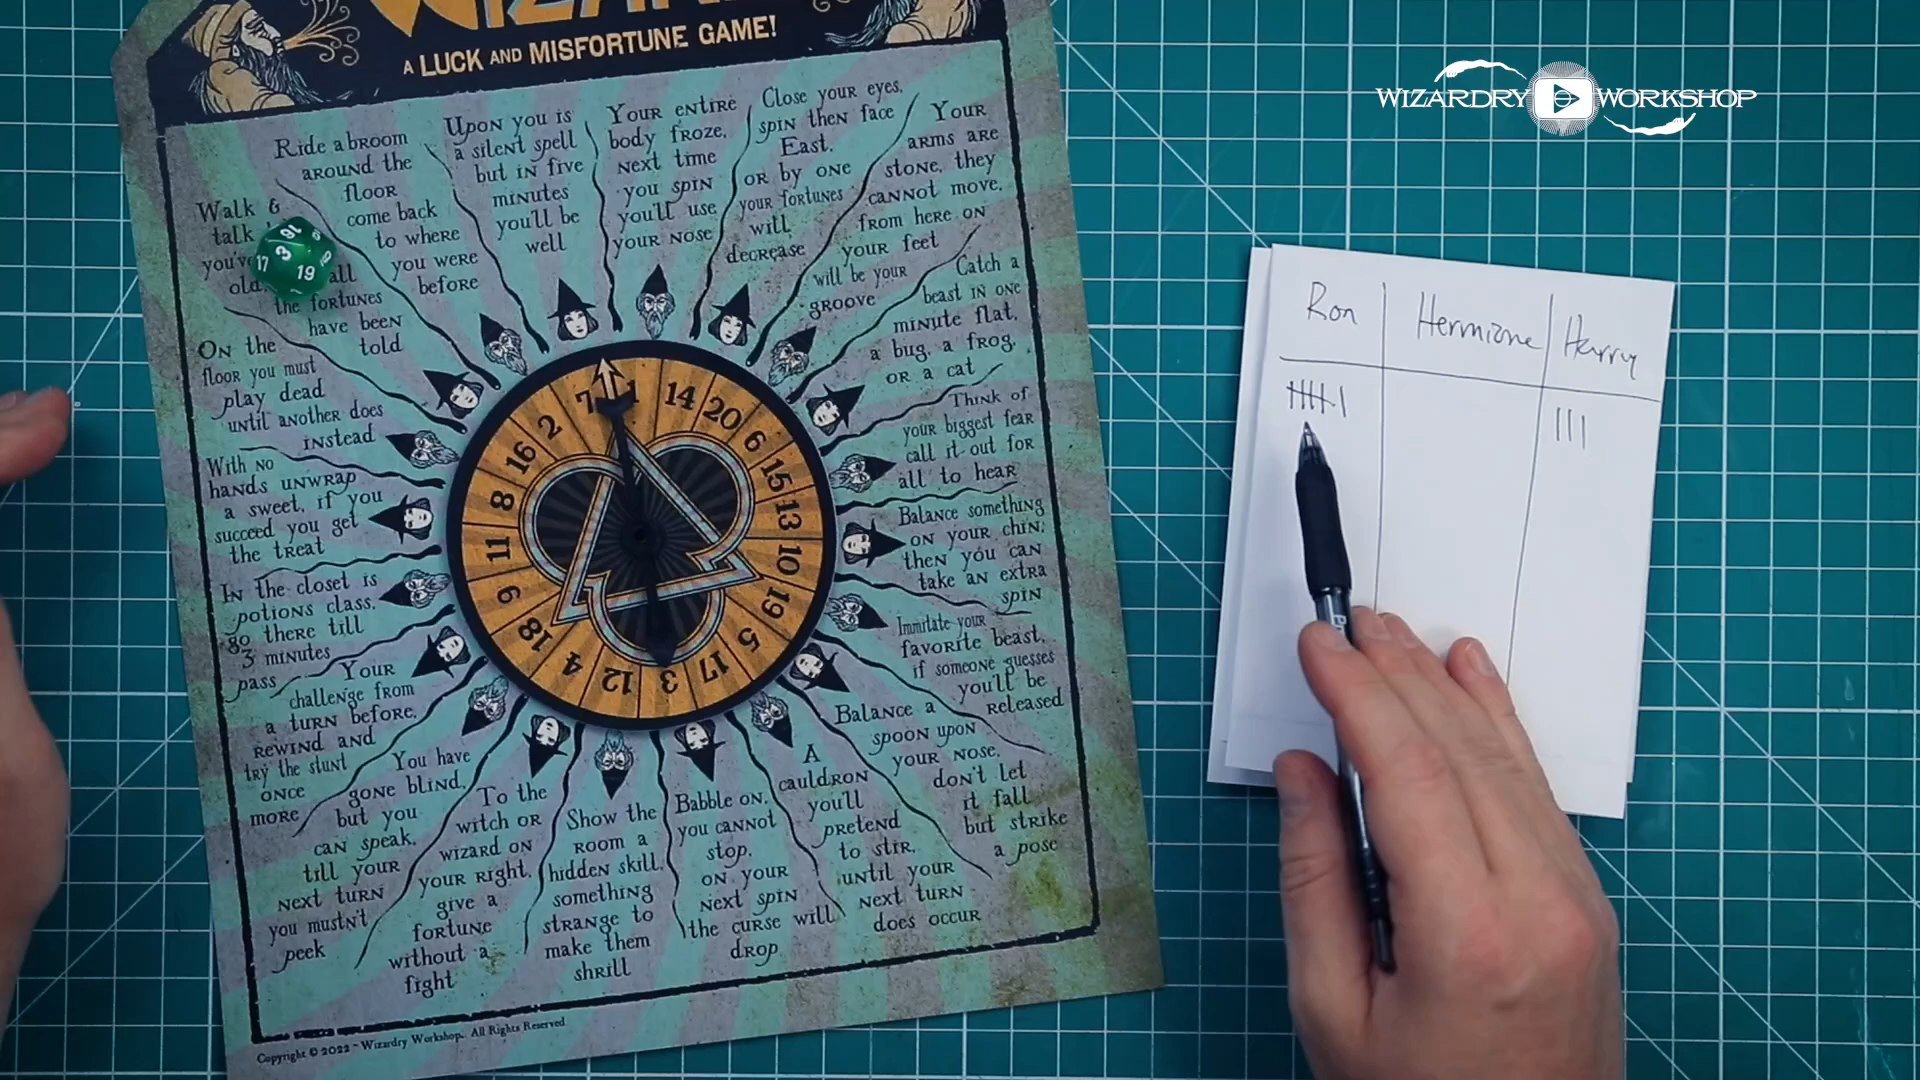 A LUCK AND MISFORTUNE GAME!
WIZARDRY WORKSHOP
Ride a broom
around the
floor
come back
to where
you were
before
Upon you is
a silent spell
but in five
minutes
you'll be
well
Your entire
body froze,
next time
you spin
you'll use
your nose
Close your eyes,
spin then face
East,
or by one
your fortunes
will
decrease
Your
arms are
stone, they
cannot move,
from here on
your feet
will be your
groove
Catch a
beast in one
minute flat,
a bug, a frog,
or a cat
Think of
your biggest fear
call it out for
all to hear
Balance something
on your chin,
then you can
take an extra
spin
Immitate your
favorite beast,
if someone guesses
you'll be
released
Balance a
spoon upon
your nose,
don't let
it fall
but strike
a pose
A
cauldron
you'll
pretend
to stir,
until your
next turn
does occur
Babble on,
you cannot
stop,
on your
next spin
the curse will
drop
Show the
room a
hidden skill,
something
strange to
make them
shrill
To the
witch or
wizard on
your right,
give a
fortune
without a
fight
You have
gone blind,
but you
can speak,
till your
next turn
you mustn't
peek
Your
challenge from
a turn before,
rewind and
try the stunt
once
more
In the closet is
potions class,
go there till
3 minutes
pass
With no
hands unwrap
a sweet, if you
succeed you get
the treat
On the
floor you must
play dead
until another does
instead
Walk &
talk
old
all
the fortunes
have been
told
16
3
17
19
7
14
20
6
15
13
10
19
5
17
3
12
4
18
9
11
8
16
2
Ron Hermione Harry
Copyright © 2022 - Wizardry Workshop. All Rights Reserved